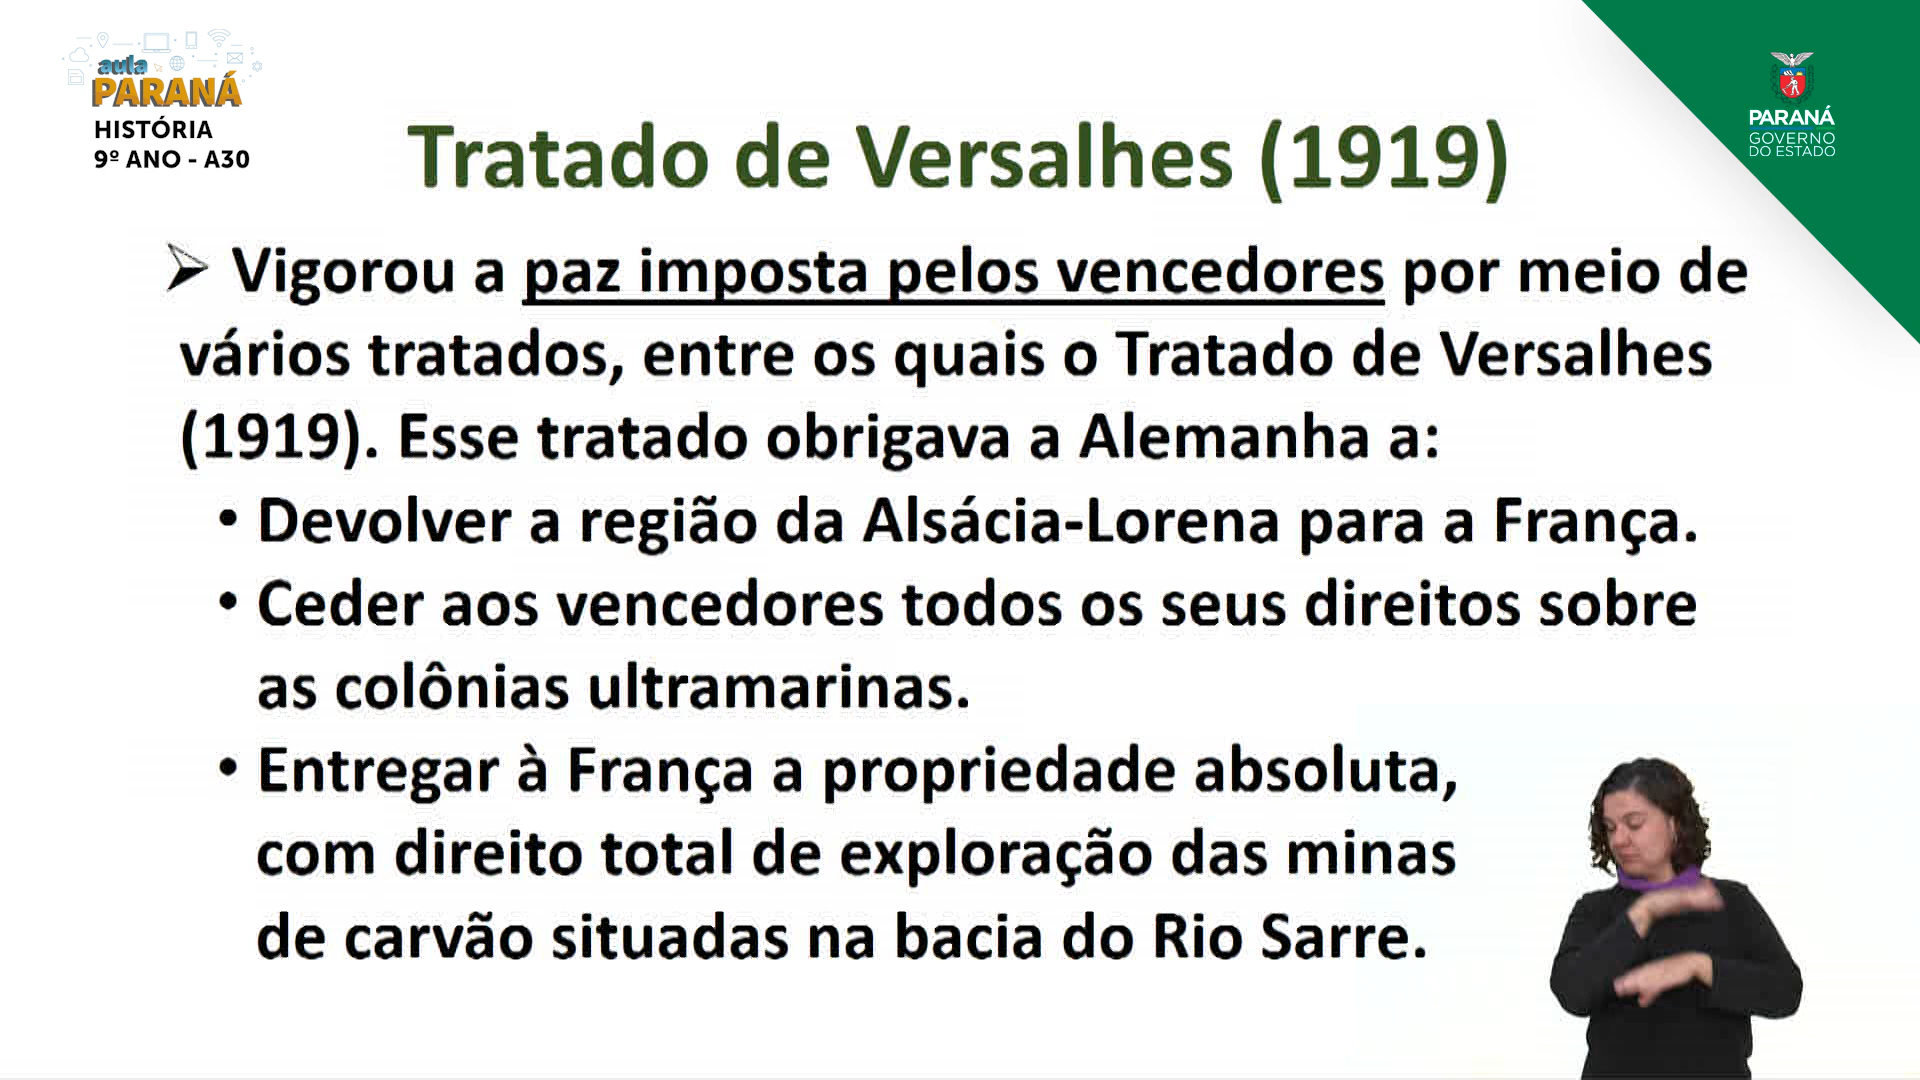 aula
PARANÁ
HISTÓRIA
9º ANO - A30
PARANÁ
GOVERNO
DO ESTADO
Tratado de Versalhes (1919)
➢ Vigorou a paz imposta pelos vencedores por meio de
vários tratados, entre os quais o Tratado de Versalhes
(1919). Esse tratado obrigava a Alemanha a:
• Devolver a região da Alsácia-Lorena para a França.
• Ceder aos vencedores todos os seus direitos sobre
as colônias ultramarinas.
• Entregar à França a propriedade absoluta,
com direito total de exploração das minas
de carvão situadas na bacia do Rio Sarre.